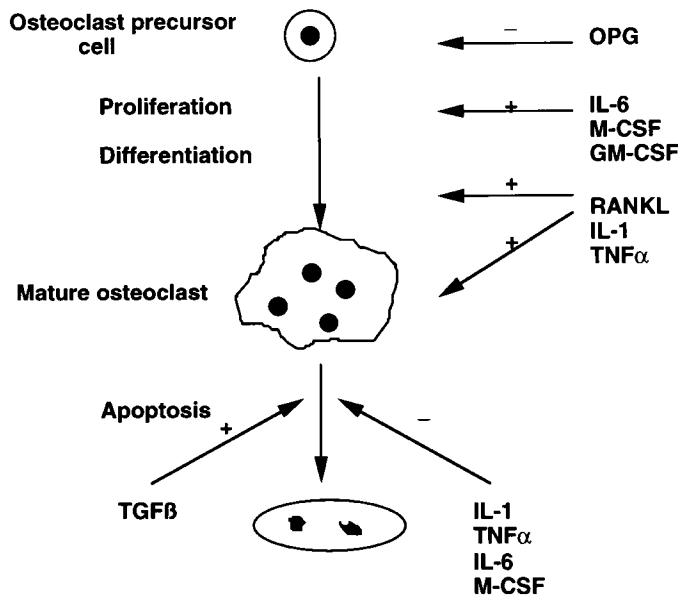 Osteoclast precursor
cell
−
OPG
Proliferation
+
IL-6
M-CSF
GM-CSF
Differentiation
+
RANKL
IL-1
TNFα
+
Mature osteoclast
Apoptosis
+
−
TGFß
IL-1
TNFα
IL-6
M-CSF